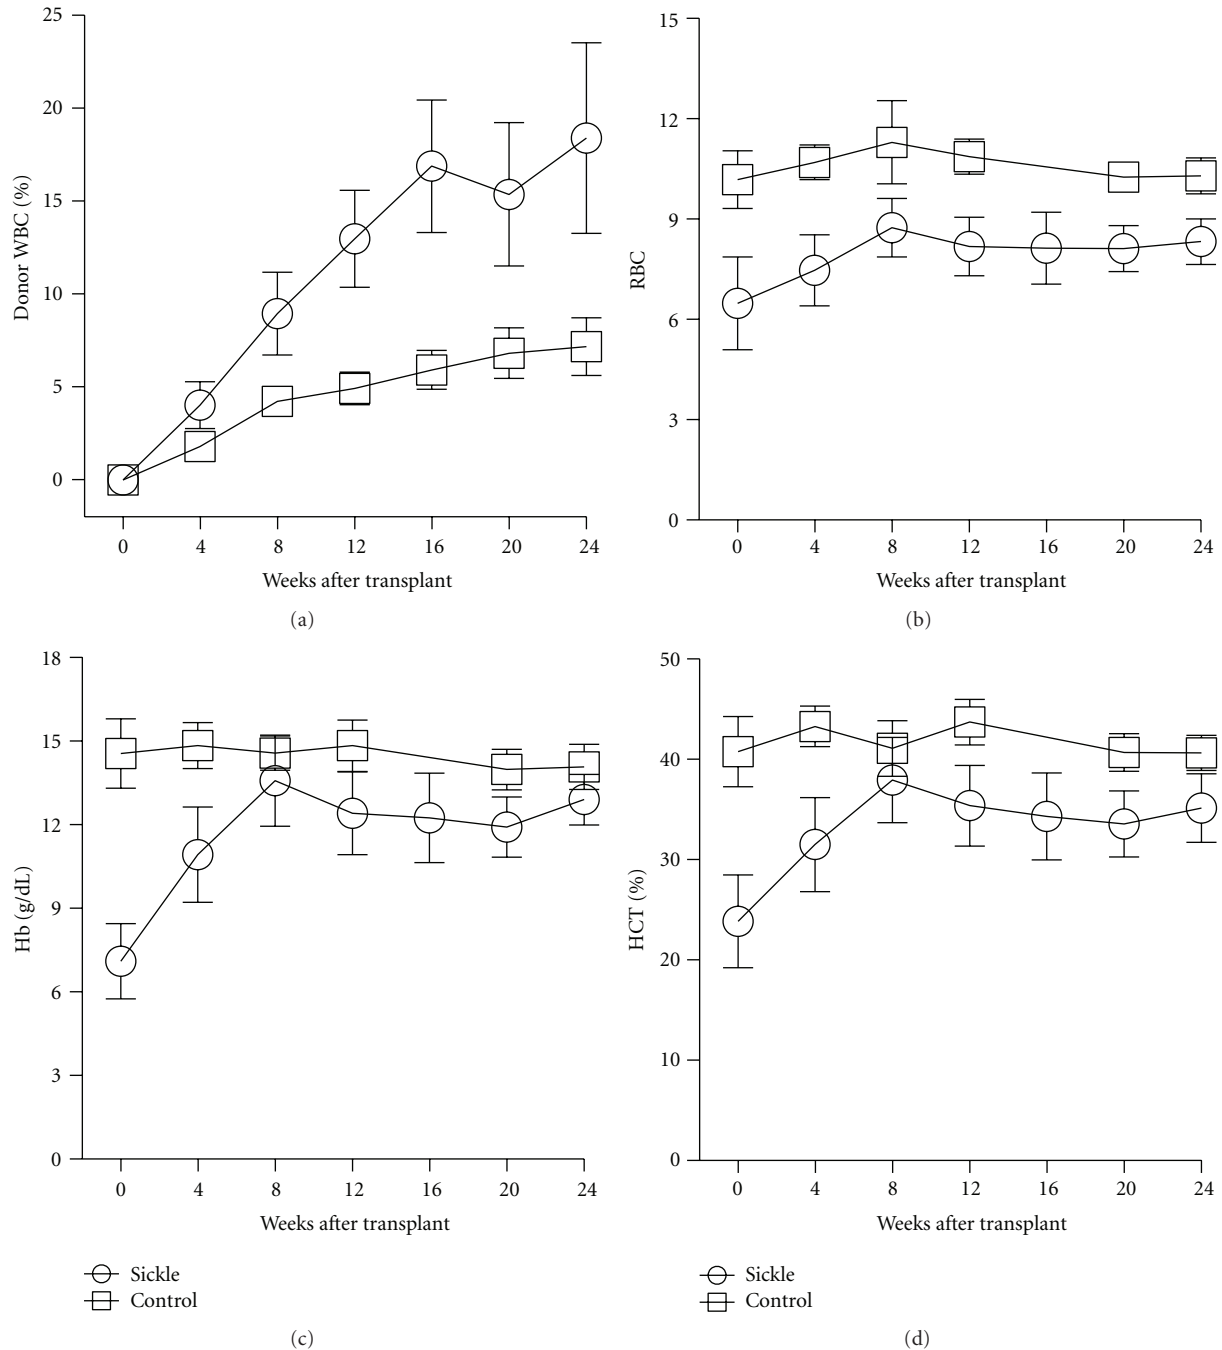 25
20
15
10
5
0
Donor WBC (%)
0 4 8 12 16 20 24
Weeks after transplant
(a)
15
12
9
6
3
0
RBC
0 4 8 12 16 20 24
Weeks after transplant
(b)
18
15
12
9
6
3
0
Hb (g/dL)
0 4 8 12 16 20 24
Weeks after transplant
Sickle
Control
(c)
50
40
30
20
10
0
HCT (%)
0 4 8 12 16 20 24
Weeks after transplant
Sickle
Control
(d)